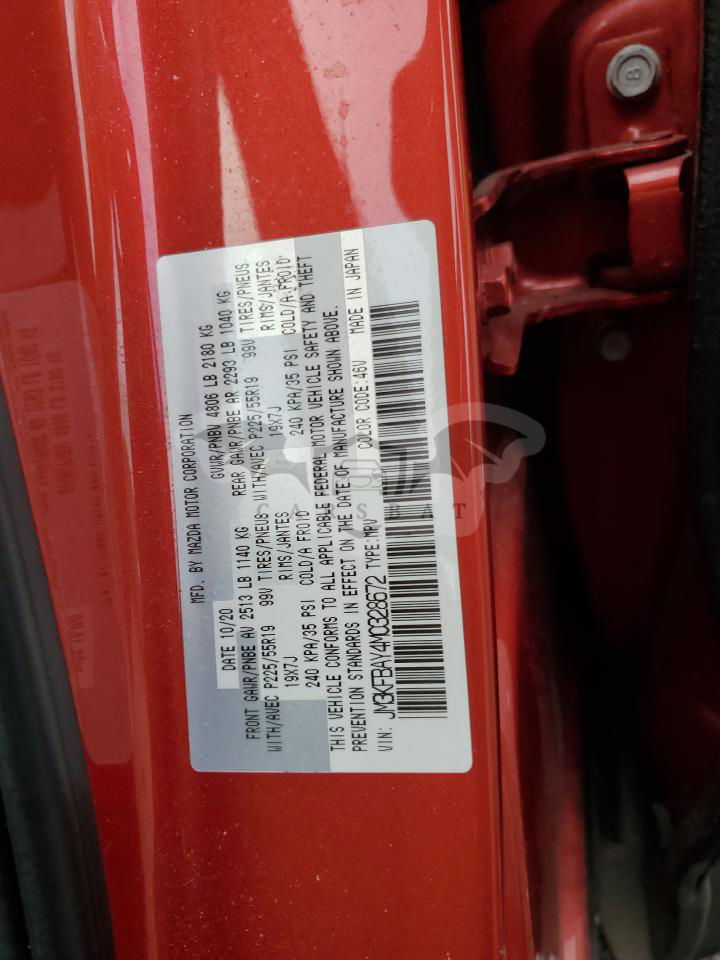 MFD. BY MAZDA MOTOR CORPORATION
DATE 10/20 GVWR/PNBV 4806 LB 2180 KG
FRONT GAWR/PNBE AV 2513 LB 1140 KG REAR GAWR/PNBE AR 2293 LB 1040 KG
WITH/AVEC P225/55R19 99V TIRES/PNEUS WITH/AVEC P225/55R19 99V TIRES/PNEUS
19X7J RIMS/JANTES 19X7J RIMS/JANTES
240 KPA/35 PSI COLD/A FROID 240 KPA/35 PSI COLD/A FROID
THIS VEHICLE CONFORMS TO ALL APPLICABLE FEDERAL MOTOR VEHICLE SAFETY AND THEFT
PREVENTION STANDARDS IN EFFECT ON THE DATE OF MANUFACTURE SHOWN ABOVE.
VIN: JM3KFBAY4M0328672 TYPE:MPV COLOR CODE:46V MADE IN JAPAN
8
CARSBAT